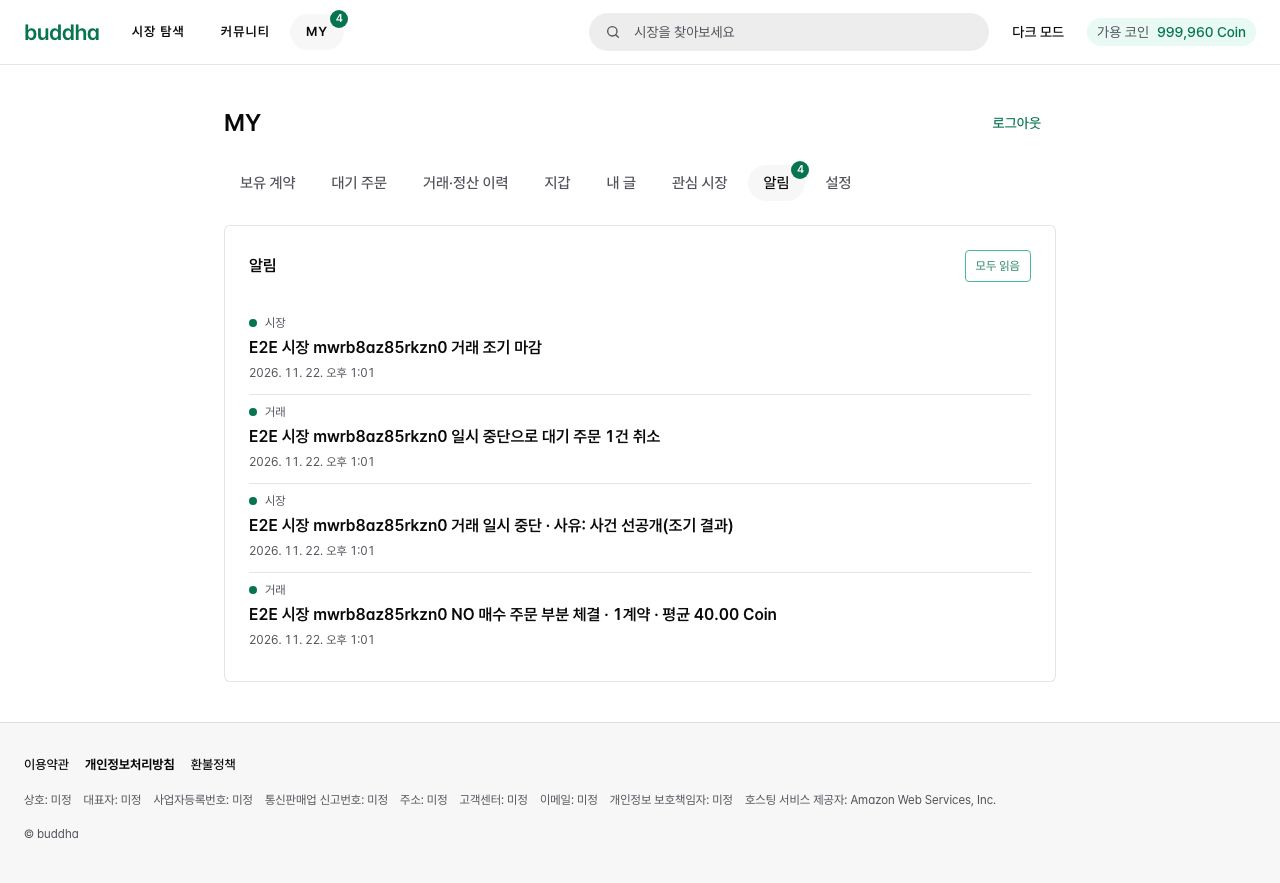 buddha 시장 탐색 커뮤니티 MY 4 시장을 찾아보세요 다크 모드 가용 코인 999,960 Coin
MY 로그아웃
보유 계약 대기 주문 거래·정산 이력 지갑 내 글 관심 시장 알림 4 설정
알림 모두 읽음
시장
E2E 시장 mwrb8az85rkzn0 거래 조기 마감
2026. 11. 22. 오후 1:01
거래
E2E 시장 mwrb8az85rkzn0 일시 중단으로 대기 주문 1건 취소
2026. 11. 22. 오후 1:01
시장
E2E 시장 mwrb8az85rkzn0 거래 일시 중단 · 사유: 사건 선공개(조기 결과)
2026. 11. 22. 오후 1:01
거래
E2E 시장 mwrb8az85rkzn0 NO 매수 주문 부분 체결 · 1계약 · 평균 40.00 Coin
2026. 11. 22. 오후 1:01
이용약관 개인정보처리방침 환불정책
상호: 미정 대표자: 미정 사업자등록번호: 미정 통신판매업 신고번호: 미정 주소: 미정 고객센터: 미정 이메일: 미정 개인정보 보호책임자: 미정 호스팅 서비스 제공자: Amazon Web Services, Inc.
© buddha